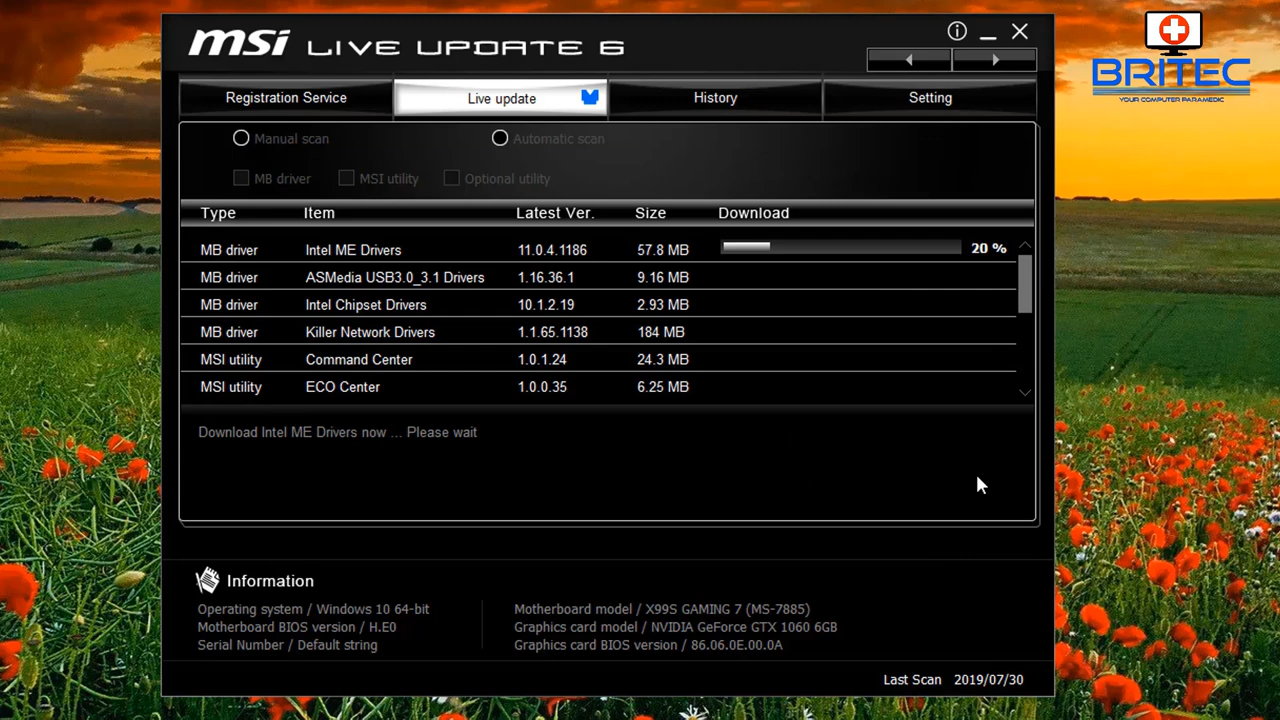 msi LIVE UPDATE 6
BRITEC
YOUR COMPUTER PARAMEDIC
Registration Service Live update History Setting
Manual scan Automatic scan
MB driver MSI utility Optional utility
Type Item Latest Ver. Size Download
MB driver Intel ME Drivers 11.0.4.1186 57.8 MB 20 %
MB driver ASMedia USB3.0_3.1 Drivers 1.16.36.1 9.16 MB
MB driver Intel Chipset Drivers 10.1.2.19 2.93 MB
MB driver Killer Network Drivers 1.1.65.1138 184 MB
MSI utility Command Center 1.0.1.24 24.3 MB
MSI utility ECO Center 1.0.0.35 6.25 MB
Download Intel ME Drivers now ... Please wait
Information
Operating system / Windows 10 64-bit Motherboard model / X99S GAMING 7 (MS-7885)
Motherboard BIOS version / H.E0 Graphics card model / NVIDIA GeForce GTX 1060 6GB
Serial Number / Default string Graphics card BIOS version / 86.06.0E.00.0A
Last Scan 2019/07/30